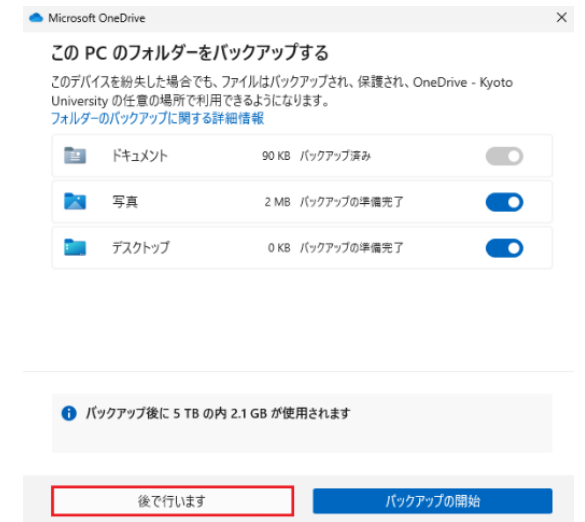 Microsoft OneDrive
この PC のフォルダーをバックアップする
このデバイスを紛失した場合でも、ファイルはバックアップされ、保護され、OneDrive - Kyoto
University の任意の場所で利用できるようになります。
フォルダーのバックアップに関する詳細情報
ドキュメント 90 KB バックアップ済み
写真 2 MB バックアップの準備完了
デスクトップ 0 KB バックアップの準備完了
バックアップ後に 5 TB の内 2.1 GB が使用されます
後で行います バックアップの開始